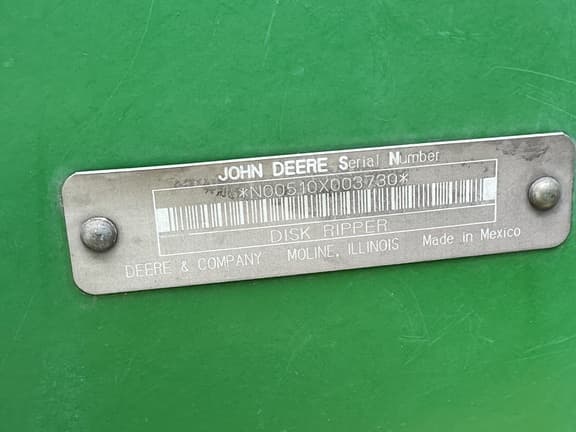 JOHN DEERE Serial Number
*N00510X003730*
DISK RIPPER
DEERE & COMPANY MOLINE, ILLINOIS Made in Mexico